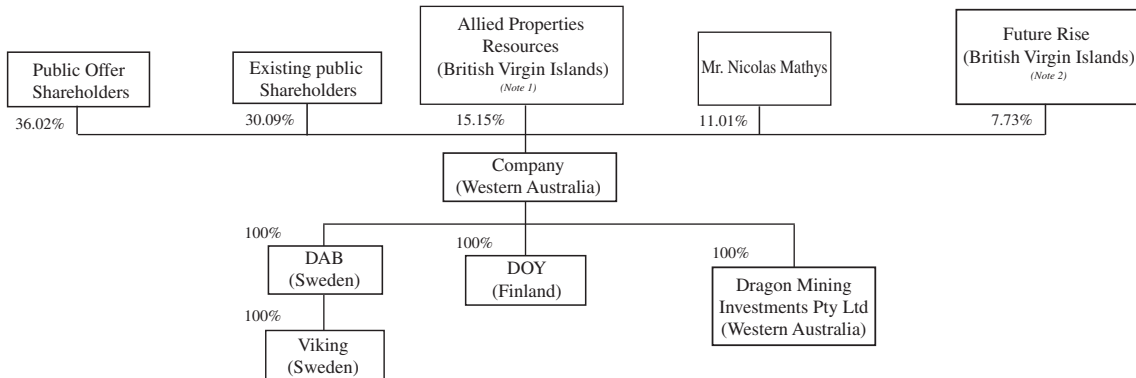 Public Offer
Shareholders
Existing public
Shareholders
Allied Properties
Resources
(British Virgin Islands)
(Note 1)
Mr. Nicolas Mathys
Future Rise
(British Virgin Islands)
(Note 2)
36.02%
30.09%
15.15%
11.01%
7.73%
Company
(Western Australia)
100%
100%
100%
DAB
(Sweden)
DOY
(Finland)
Dragon Mining
Investments Pty Ltd
(Western Australia)
100%
Viking
(Sweden)